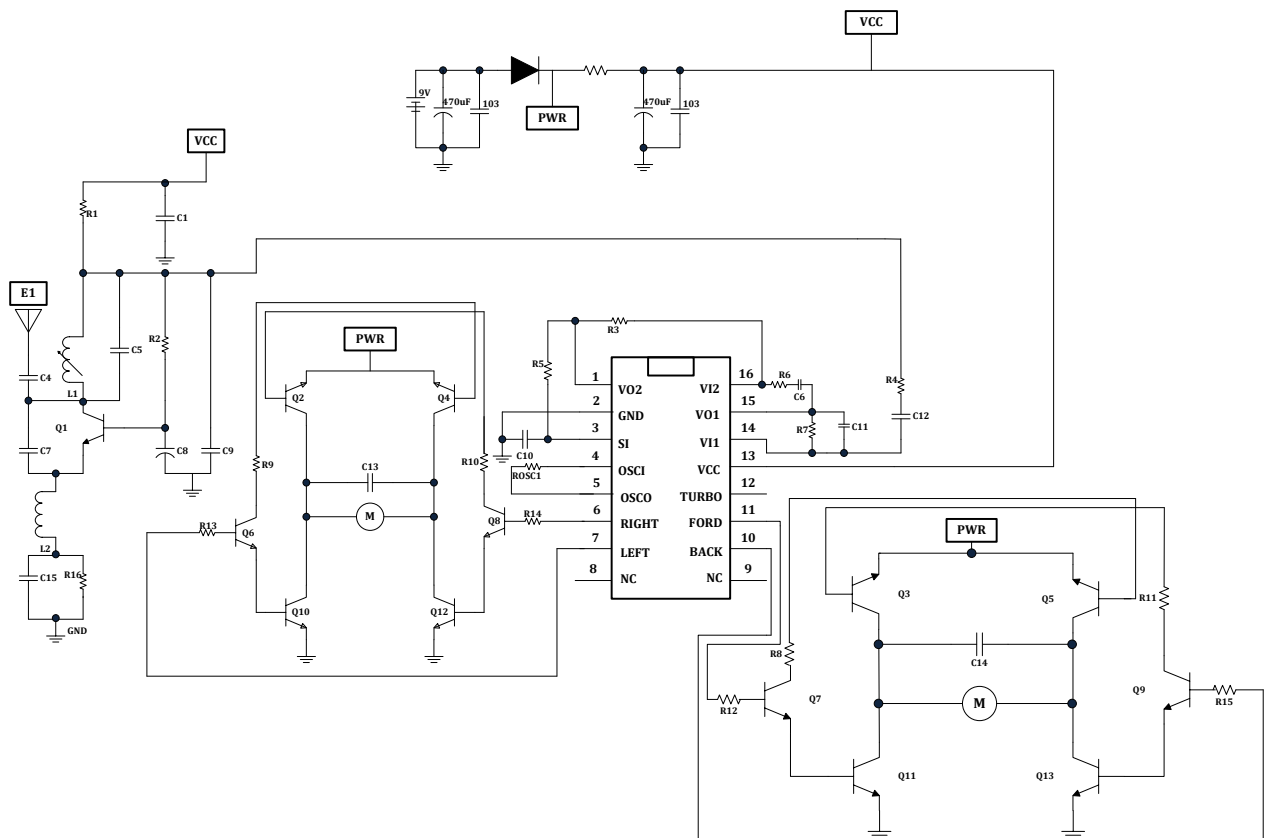 VCC
9V
470uF
103
PWR
470uF
103
VCC
R1
C1
E1
R2
C5
C4
L1
Q1
C7
C8
C9
L2
C15
R16
GND
PWR
Q2
Q4
R9
R10
C13
M
R13
Q6
Q8
R14
Q10
Q12
R3
R5
R6
C6
R4
C12
R7
C11
C10
ROSC1
1 VO2 VI2 16
2 GND VO1 15
3 SI VI1 14
4 OSCI VCC 13
5 OSCO TURBO 12
6 RIGHT FORD 11
7 LEFT BACK 10
8 NC NC 9
PWR
Q3
Q5
R11
C14
R8
R12
Q7
M
Q9
R15
Q11
Q13